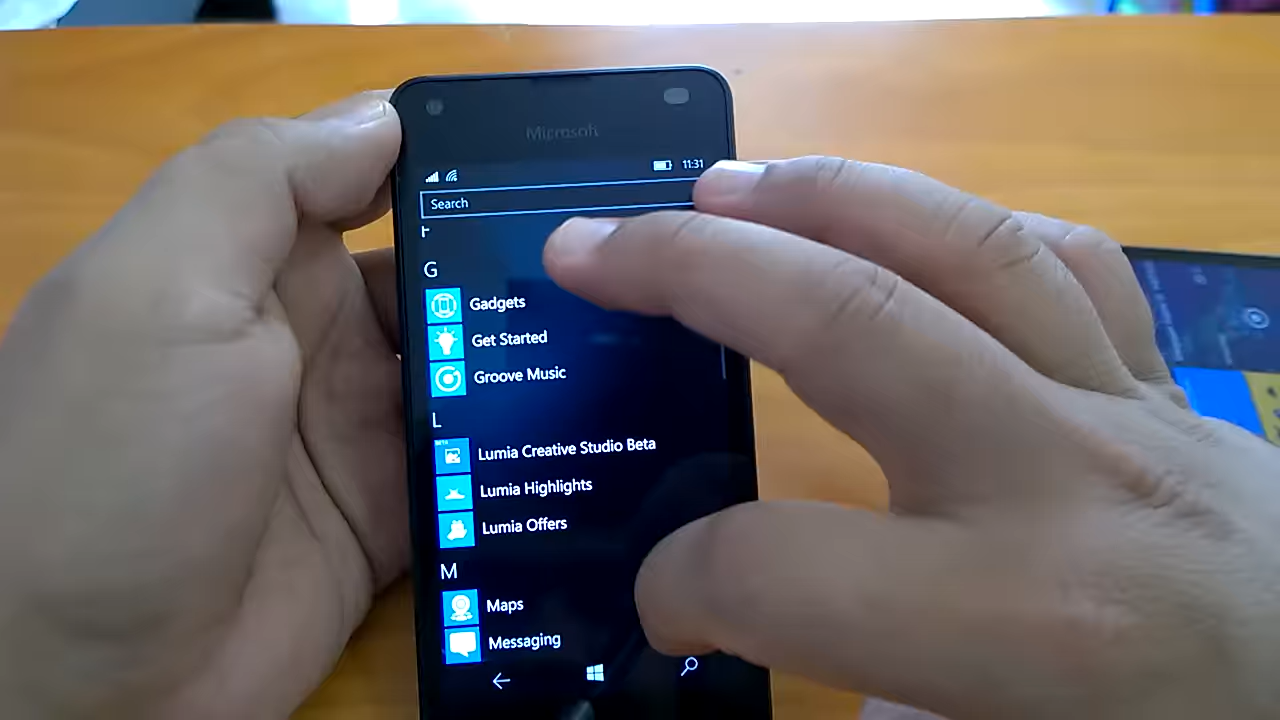 Microsoft
11:31
Search
G
Gadgets
Get Started
Groove Music
L
Lumia Creative Studio Beta
Lumia Highlights
Lumia Offers
M
Maps
Messaging